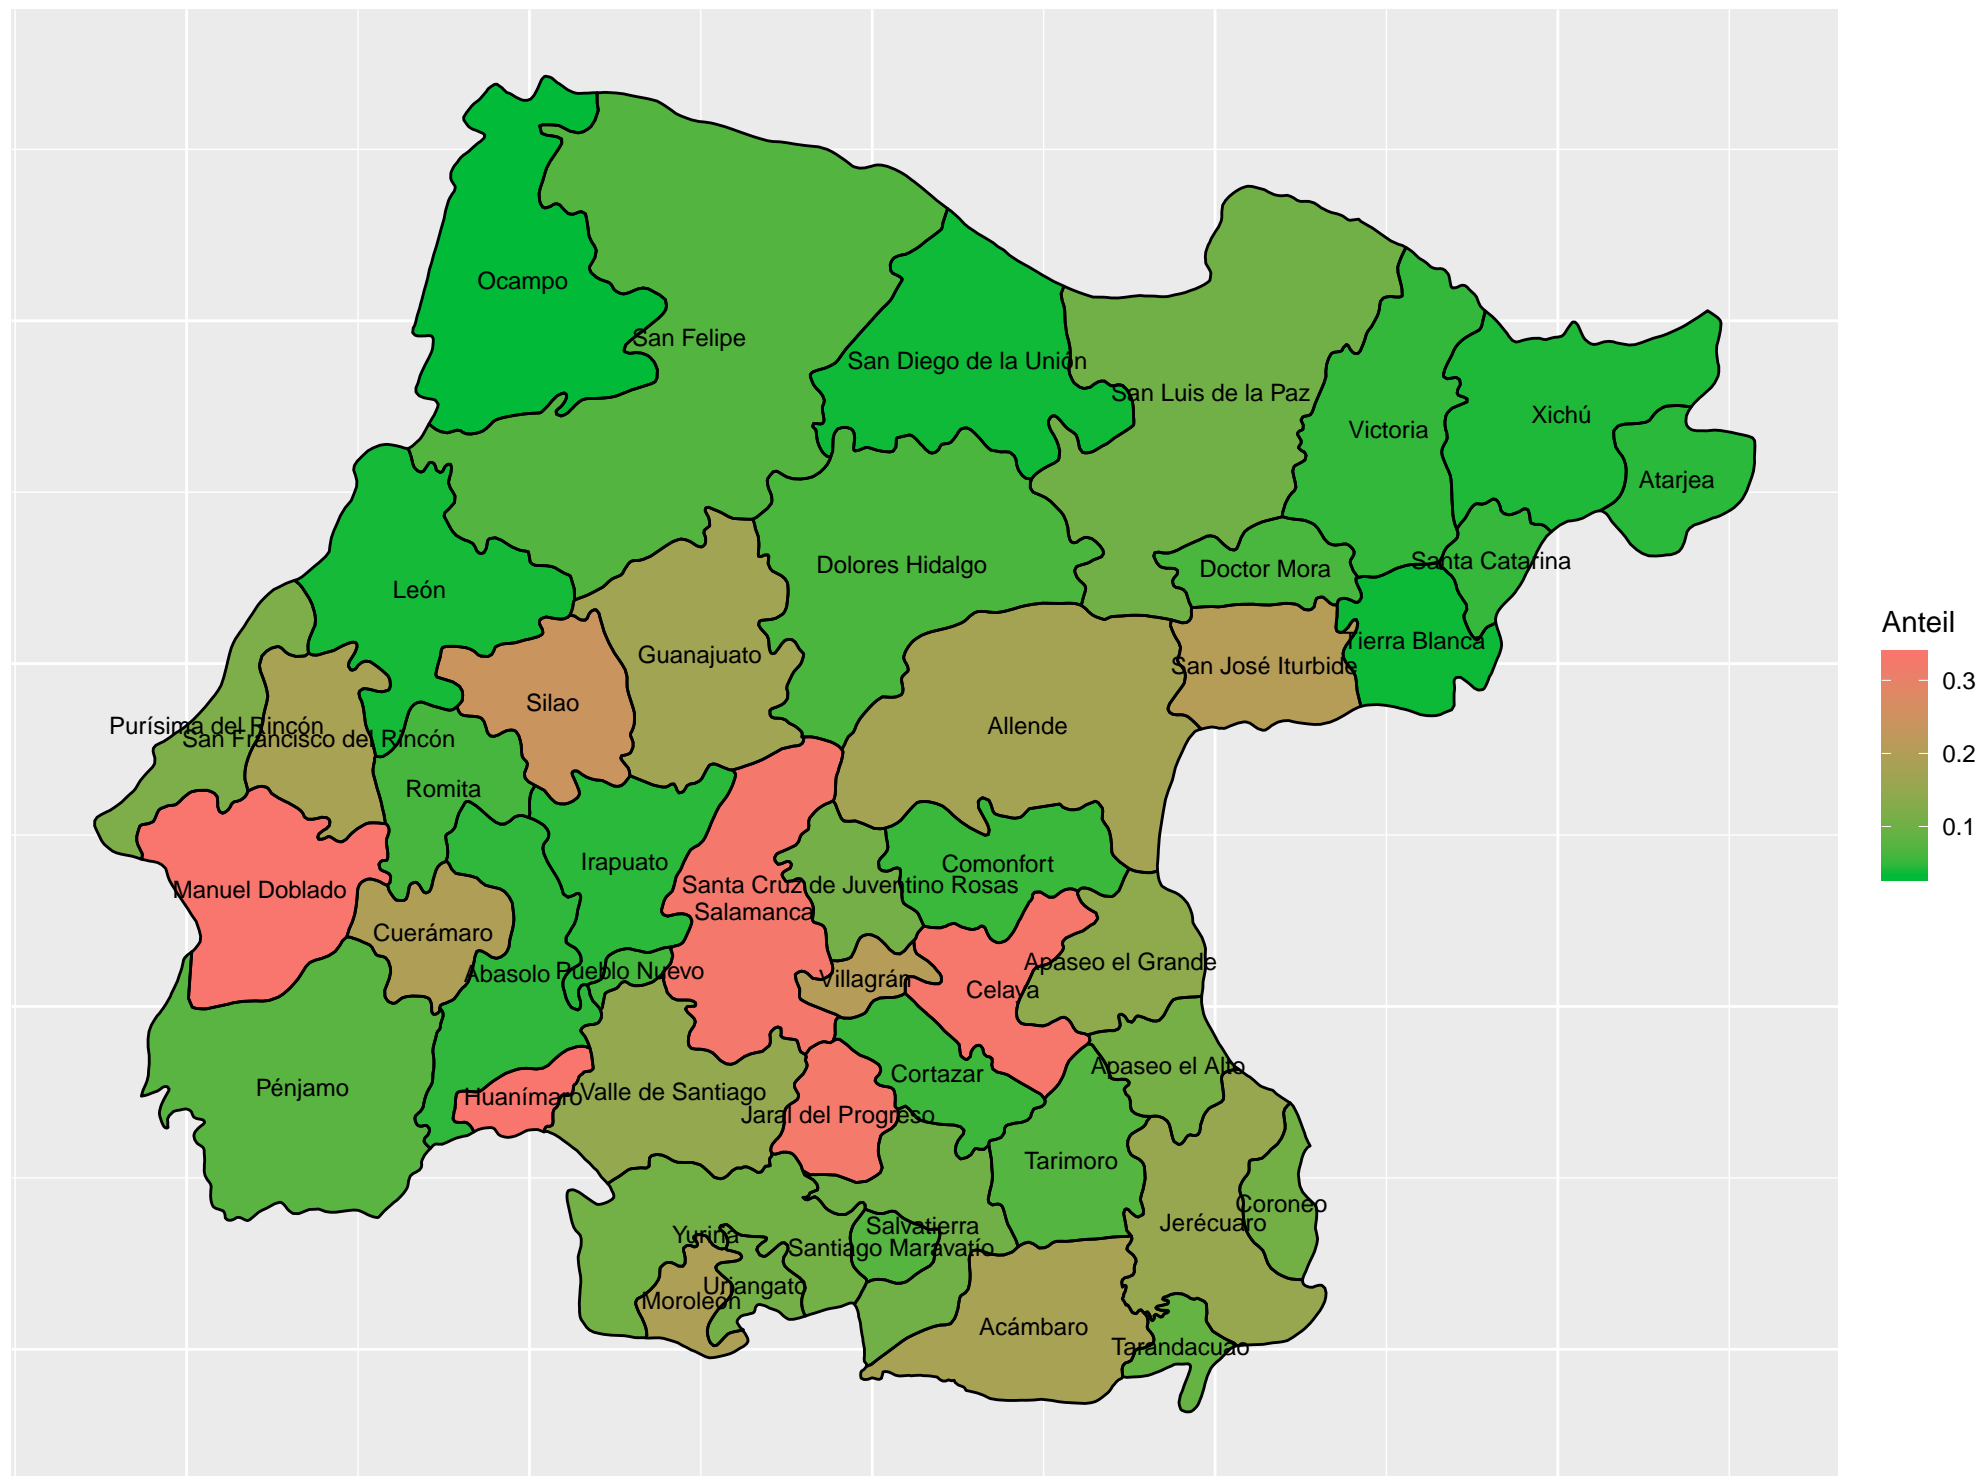 Ocampo
San Felipe
San Diego de la Unión
San Luis de la Paz
Victoria
Xichú
Atarjea
Santa Catarina
Dolores Hidalgo
Doctor Mora
León
Tierra Blanca
Guanajuato
San José Iturbide
Silao
Allende
Purísima del Rincón
San Francisco del Rincón
Romita
Irapuato
Comonfort
Manuel Doblado
Santa Cruz de Juventino Rosas
Salamanca
Cuerámaro
Apaseo el Grande
Abasolo
Pueblo Nuevo
Villagrán
Celaya
Apaseo el Alto
Cortazar
Pénjamo
Huanímaro
Valle de Santiago
Jaral del Progreso
Tarimoro
Coroneo
Jerécuaro
Salvatierra
Yuriria
Santiago Maravatío
Uriangato
Moroleón
Acámbaro
Tarandacuao
Anteil
0.3
0.2
0.1